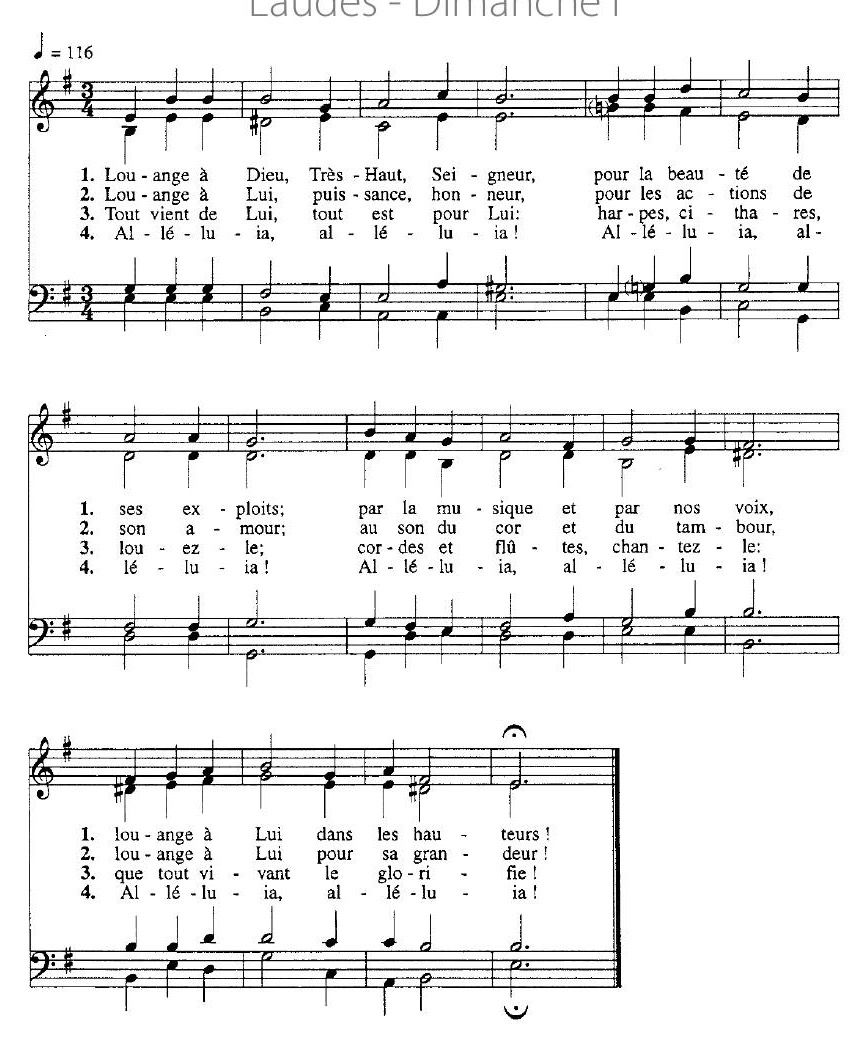 Laudes - Dimanche I
= 116
1. Lou - ange à Dieu, Très - Haut, Sei - gneur, pour la beau - té de
2. Lou - ange à Lui, puis - sance, hon - neur, pour les ac - tions de
3. Tout vient de Lui, tout est pour Lui: har - pes, ci - tha - res,
4. Al - lé - lu - ia, al - lé - lu - ia ! Al - lé - lu - ia, al -
1. ses ex - ploits; par la mu - sique et par nos voix,
2. son a - mour; au son du cor et du tam - bour,
3. lou - ez - le; cor - des et flû - tes, chan - tez - le:
4. lé - lu - ia ! Al - lé - lu - ia, al - lé - lu - ia !
1. lou - ange à Lui dans les hau - teurs !
2. lou - ange à Lui pour sa gran - deur !
3. que tout vi - vant le glo - ri - fie !
4. Al - lé - lu - ia, al - lé - lu - ia !